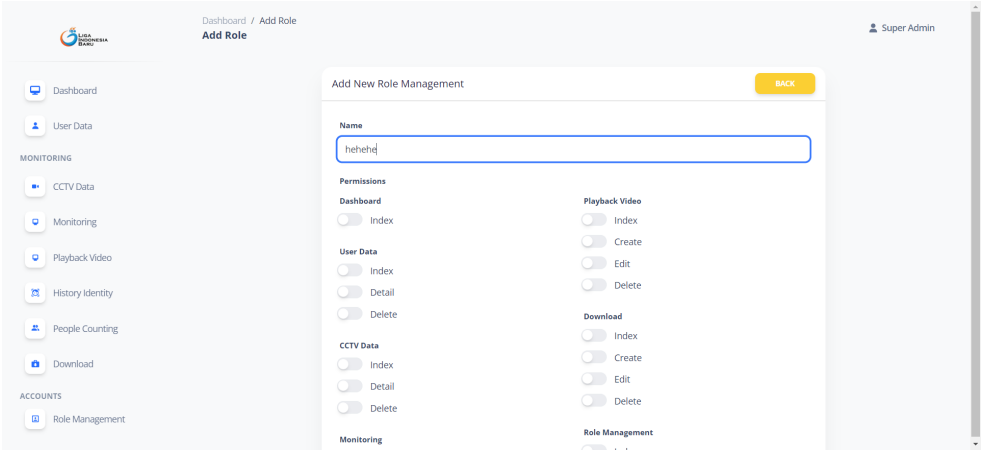 LIGA
INDONESIA
BARU
Dashboard / Add Role
Add Role
Super Admin
Dashboard
User Data
MONITORING
CCTV Data
Monitoring
Playback Video
History Identity
People Counting
Download
ACCOUNTS
Role Management
Add New Role Management
BACK
Name
hehehe
Permissions
Dashboard
Index
User Data
Index
Detail
Delete
CCTV Data
Index
Detail
Delete
Monitoring
Playback Video
Index
Create
Edit
Delete
Download
Index
Create
Edit
Delete
Role Management